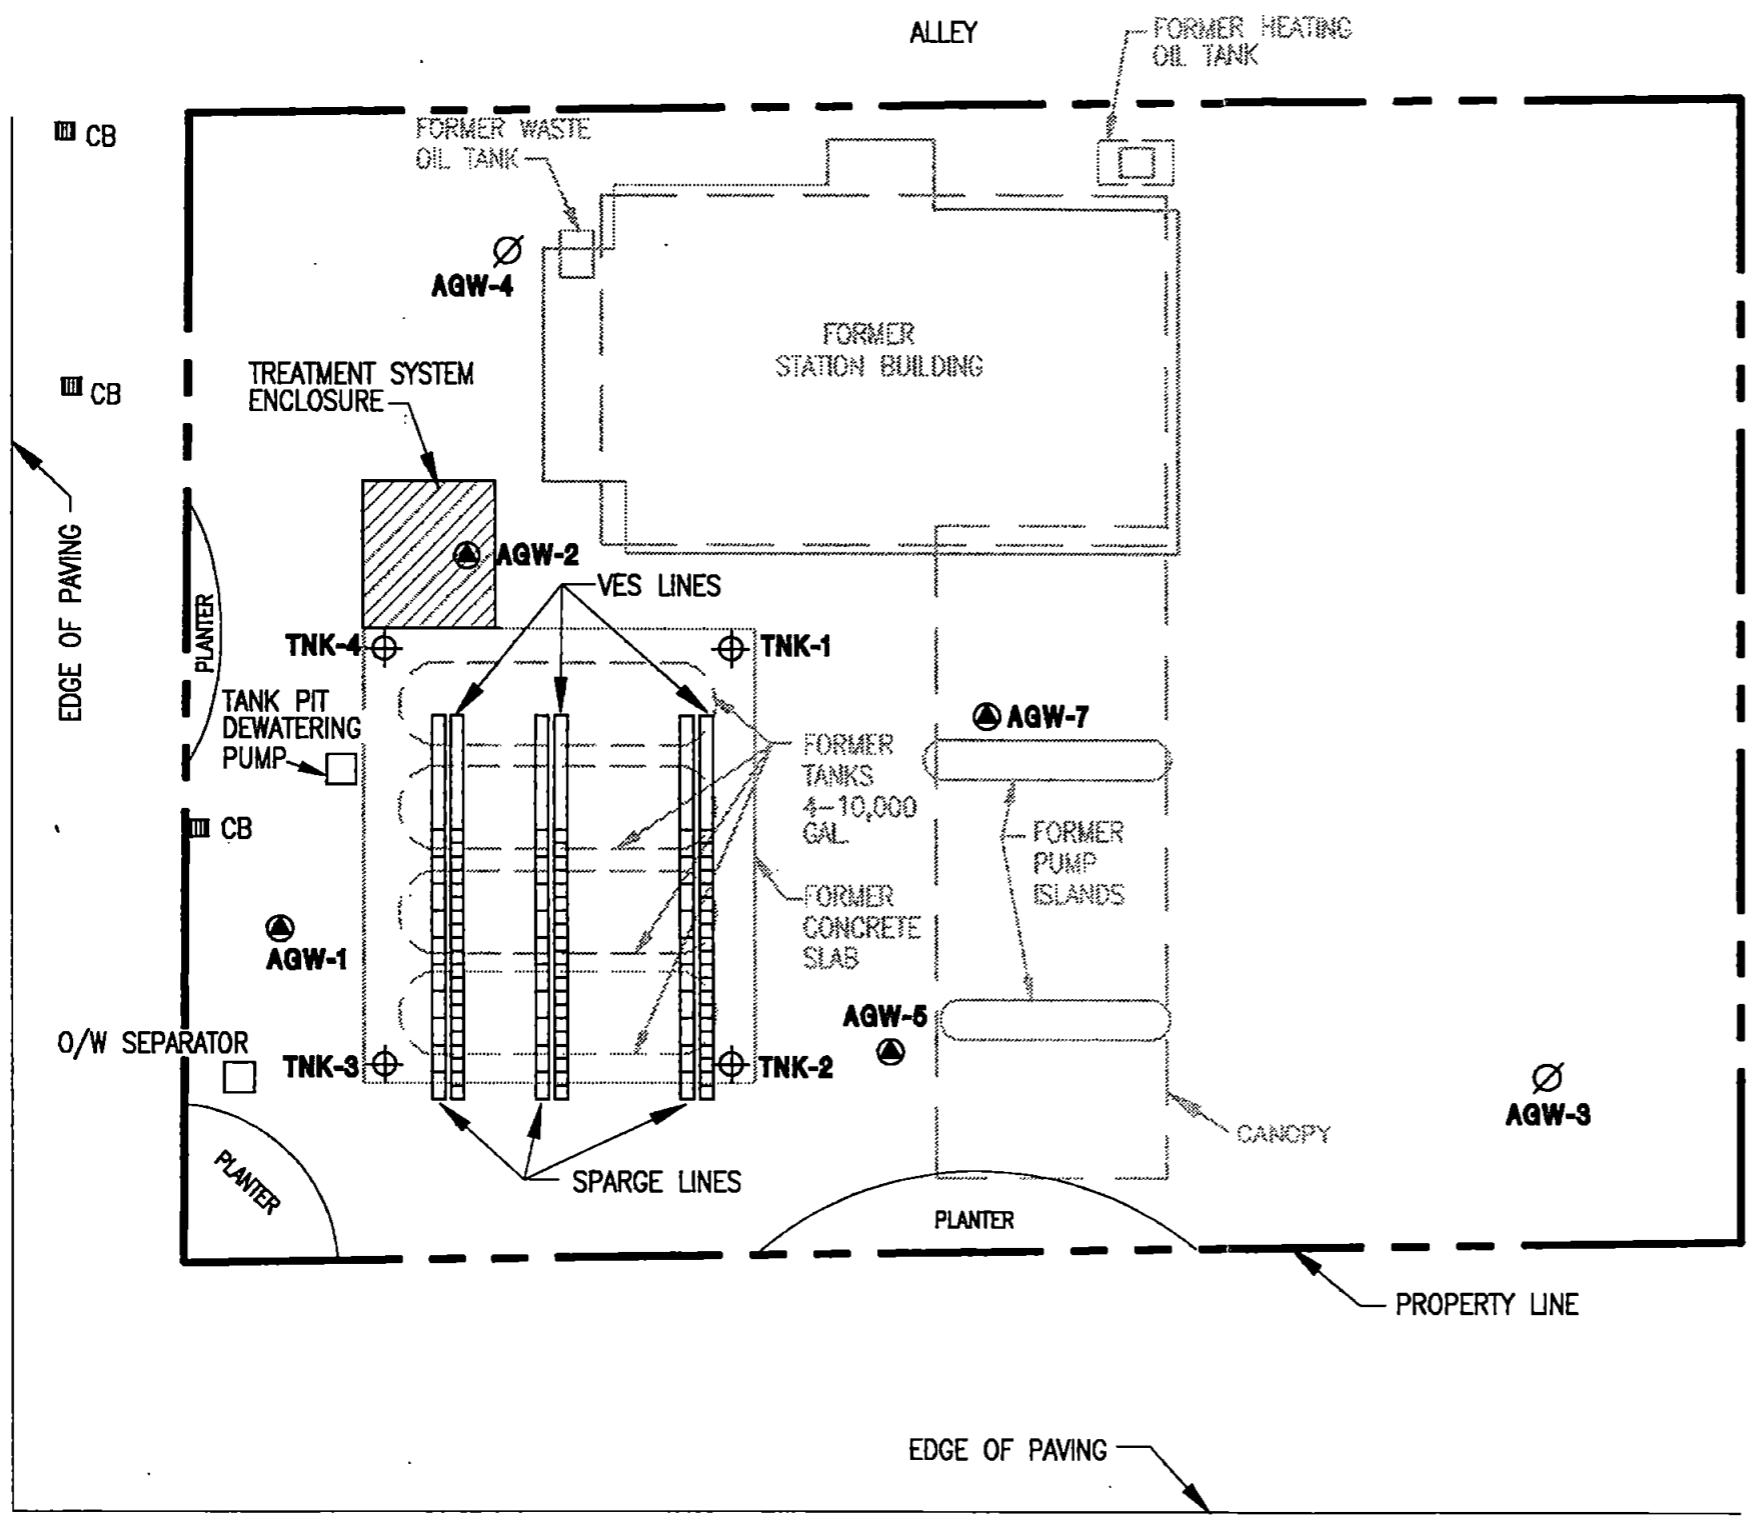 ALLEY
FORMER HEATING
OIL TANK
CB
FORMER WASTE
OIL TANK
AGW-4
FORMER
STATION BUILDING
CB
TREATMENT SYSTEM
ENCLOSURE
EDGE OF PAVING
PLANTER
AGW-2
VES LINES
TNK-4
TNK-1
TANK PIT
DEWATERING
PUMP
AGW-7
FORMER
TANKS
4-10,000
GAL.
CB
FORMER
PUMP
ISLANDS
FORMER
CONCRETE
SLAB
AGW-1
AGW-5
O/W SEPARATOR
TNK-3
TNK-2
AGW-3
CANOPY
PLANTER
SPARGE LINES
PLANTER
PROPERTY LINE
EDGE OF PAVING